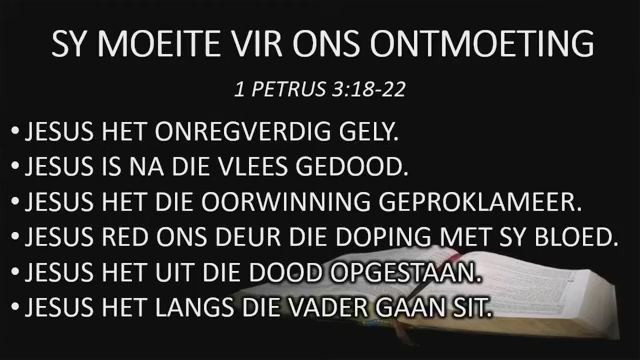 SY MOEITE VIR ONS ONTMOETING
1 PETRUS 3:18-22
• JESUS HET ONREGVERDIG GELY.
• JESUS IS NA DIE VLEES GEDOOD.
• JESUS HET DIE OORWINNING GEPROKLAMEER.
• JESUS RED ONS DEUR DIE DOPING MET SY BLOED.
• JESUS HET UIT DIE DOOD OPGESTAAN.
• JESUS HET LANGS DIE VADER GAAN SIT.